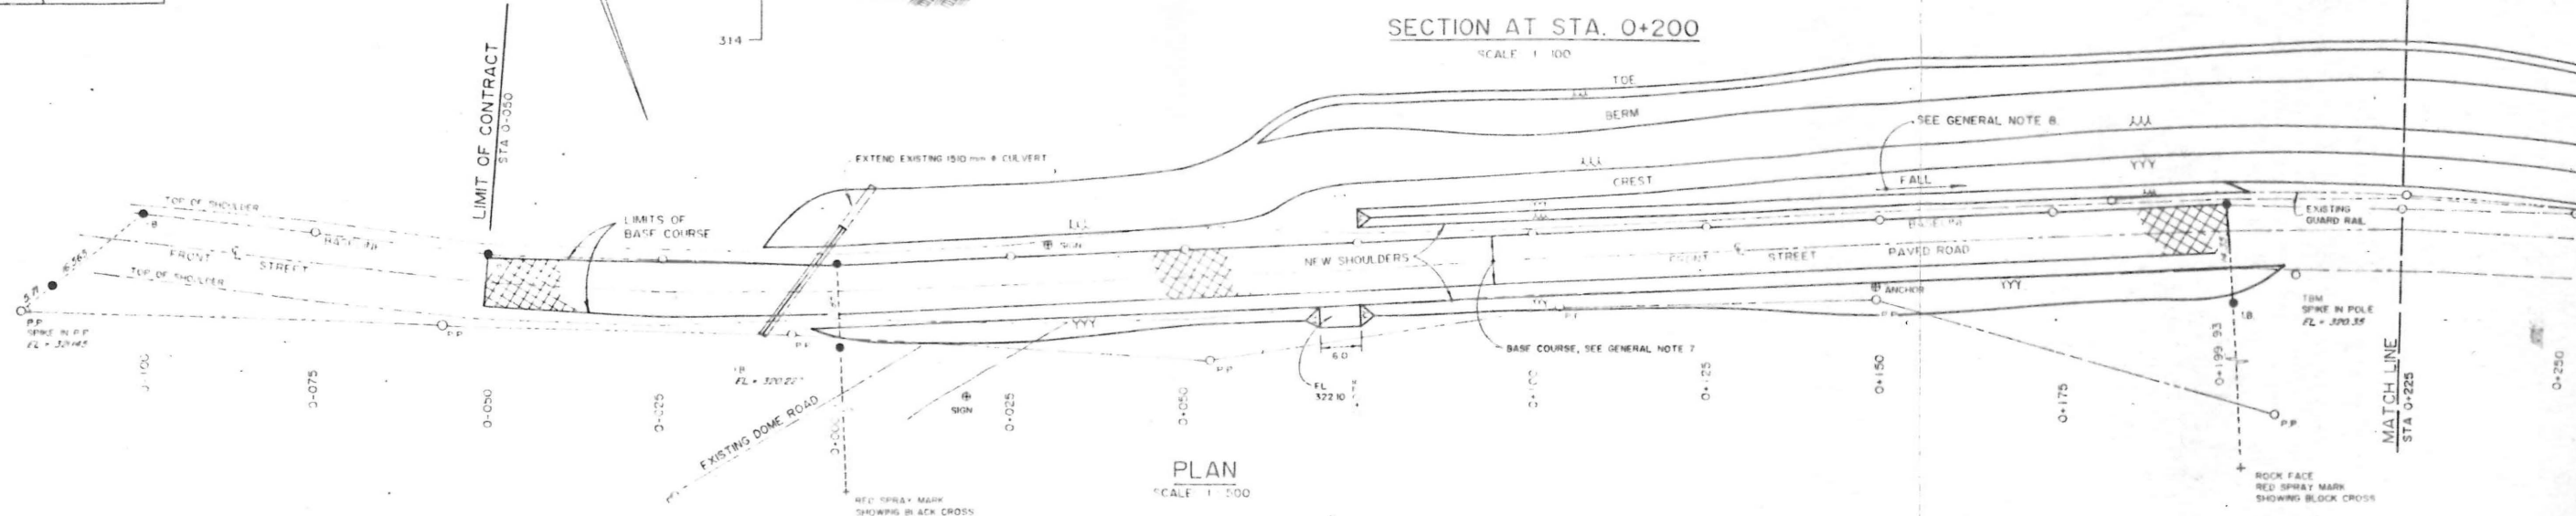 SECTION AT STA. 0+200
SCALE 1:100
314
LIMIT OF CONTRACT
STA 0-050
TOE
BERM
CREST
SEE GENERAL NOTE 8.
FALL
EXTEND EXISTING 1510 mm ø CULVERT
TOP OF SHOULDER
FRONT ℄ STREET
TOP OF SHOULDER
LIMITS OF
BASE COURSE
SIGN
NEW SHOULDERS
STREET
PAVED ROAD
EXISTING
GUARD RAIL
ANCHOR
P.P.
SPIKE IN P.P.
P.P.
P.P.
P.P.
P.P.
6.0
EL
322.10
BASE COURSE, SEE GENERAL NOTE 7
T.B.M.
SPIKE IN POLE
EL = 320.35
I.B.
0-100
0-075
0-050
0-025
0+000
0+025
0+050
0+100
0+125
0+150
0+175
0+199.93
0+250
MATCH LINE
STA 0+225
SIGN
EXISTING DOME ROAD
P.P.
RED SPRAY MARK
SHOWING BLACK CROSS
PLAN
SCALE 1:500
ROCK FACE
RED SPRAY MARK
SHOWING BLOCK CROSS